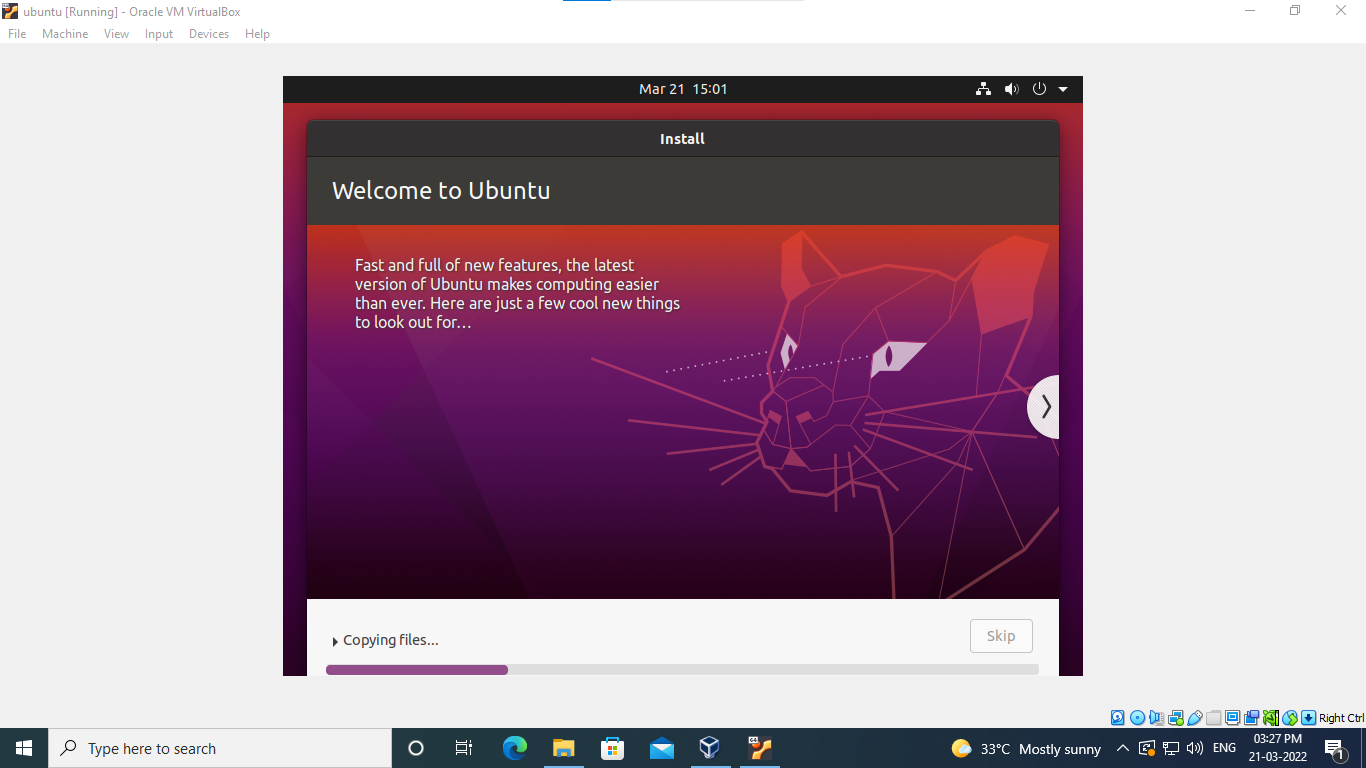 ubuntu [Running] - Oracle VM VirtualBox
File Machine View Input Devices Help
Mar 21 15:01
Install
Welcome to Ubuntu
Fast and full of new features, the latest
version of Ubuntu makes computing easier
than ever. Here are just a few cool new things
to look out for...
Copying files...
Skip
Right Ctrl
Type here to search
33°C Mostly sunny
ENG
03:27 PM
21-03-2022
1